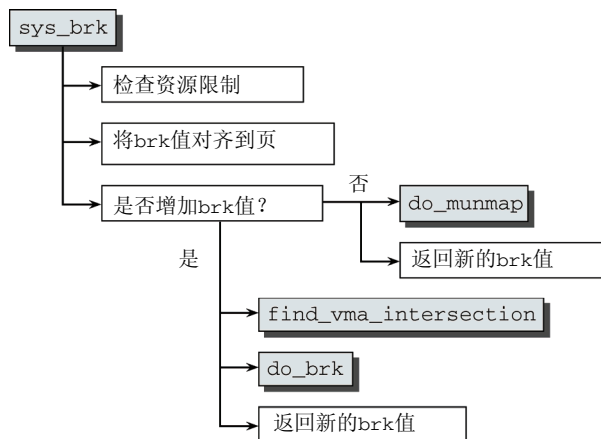 sys_brk
检查资源限制
将brk值对齐到页
是否增加brk值？
否
do_munmap
返回新的brk值
是
find_vma_intersection
do_brk
返回新的brk值